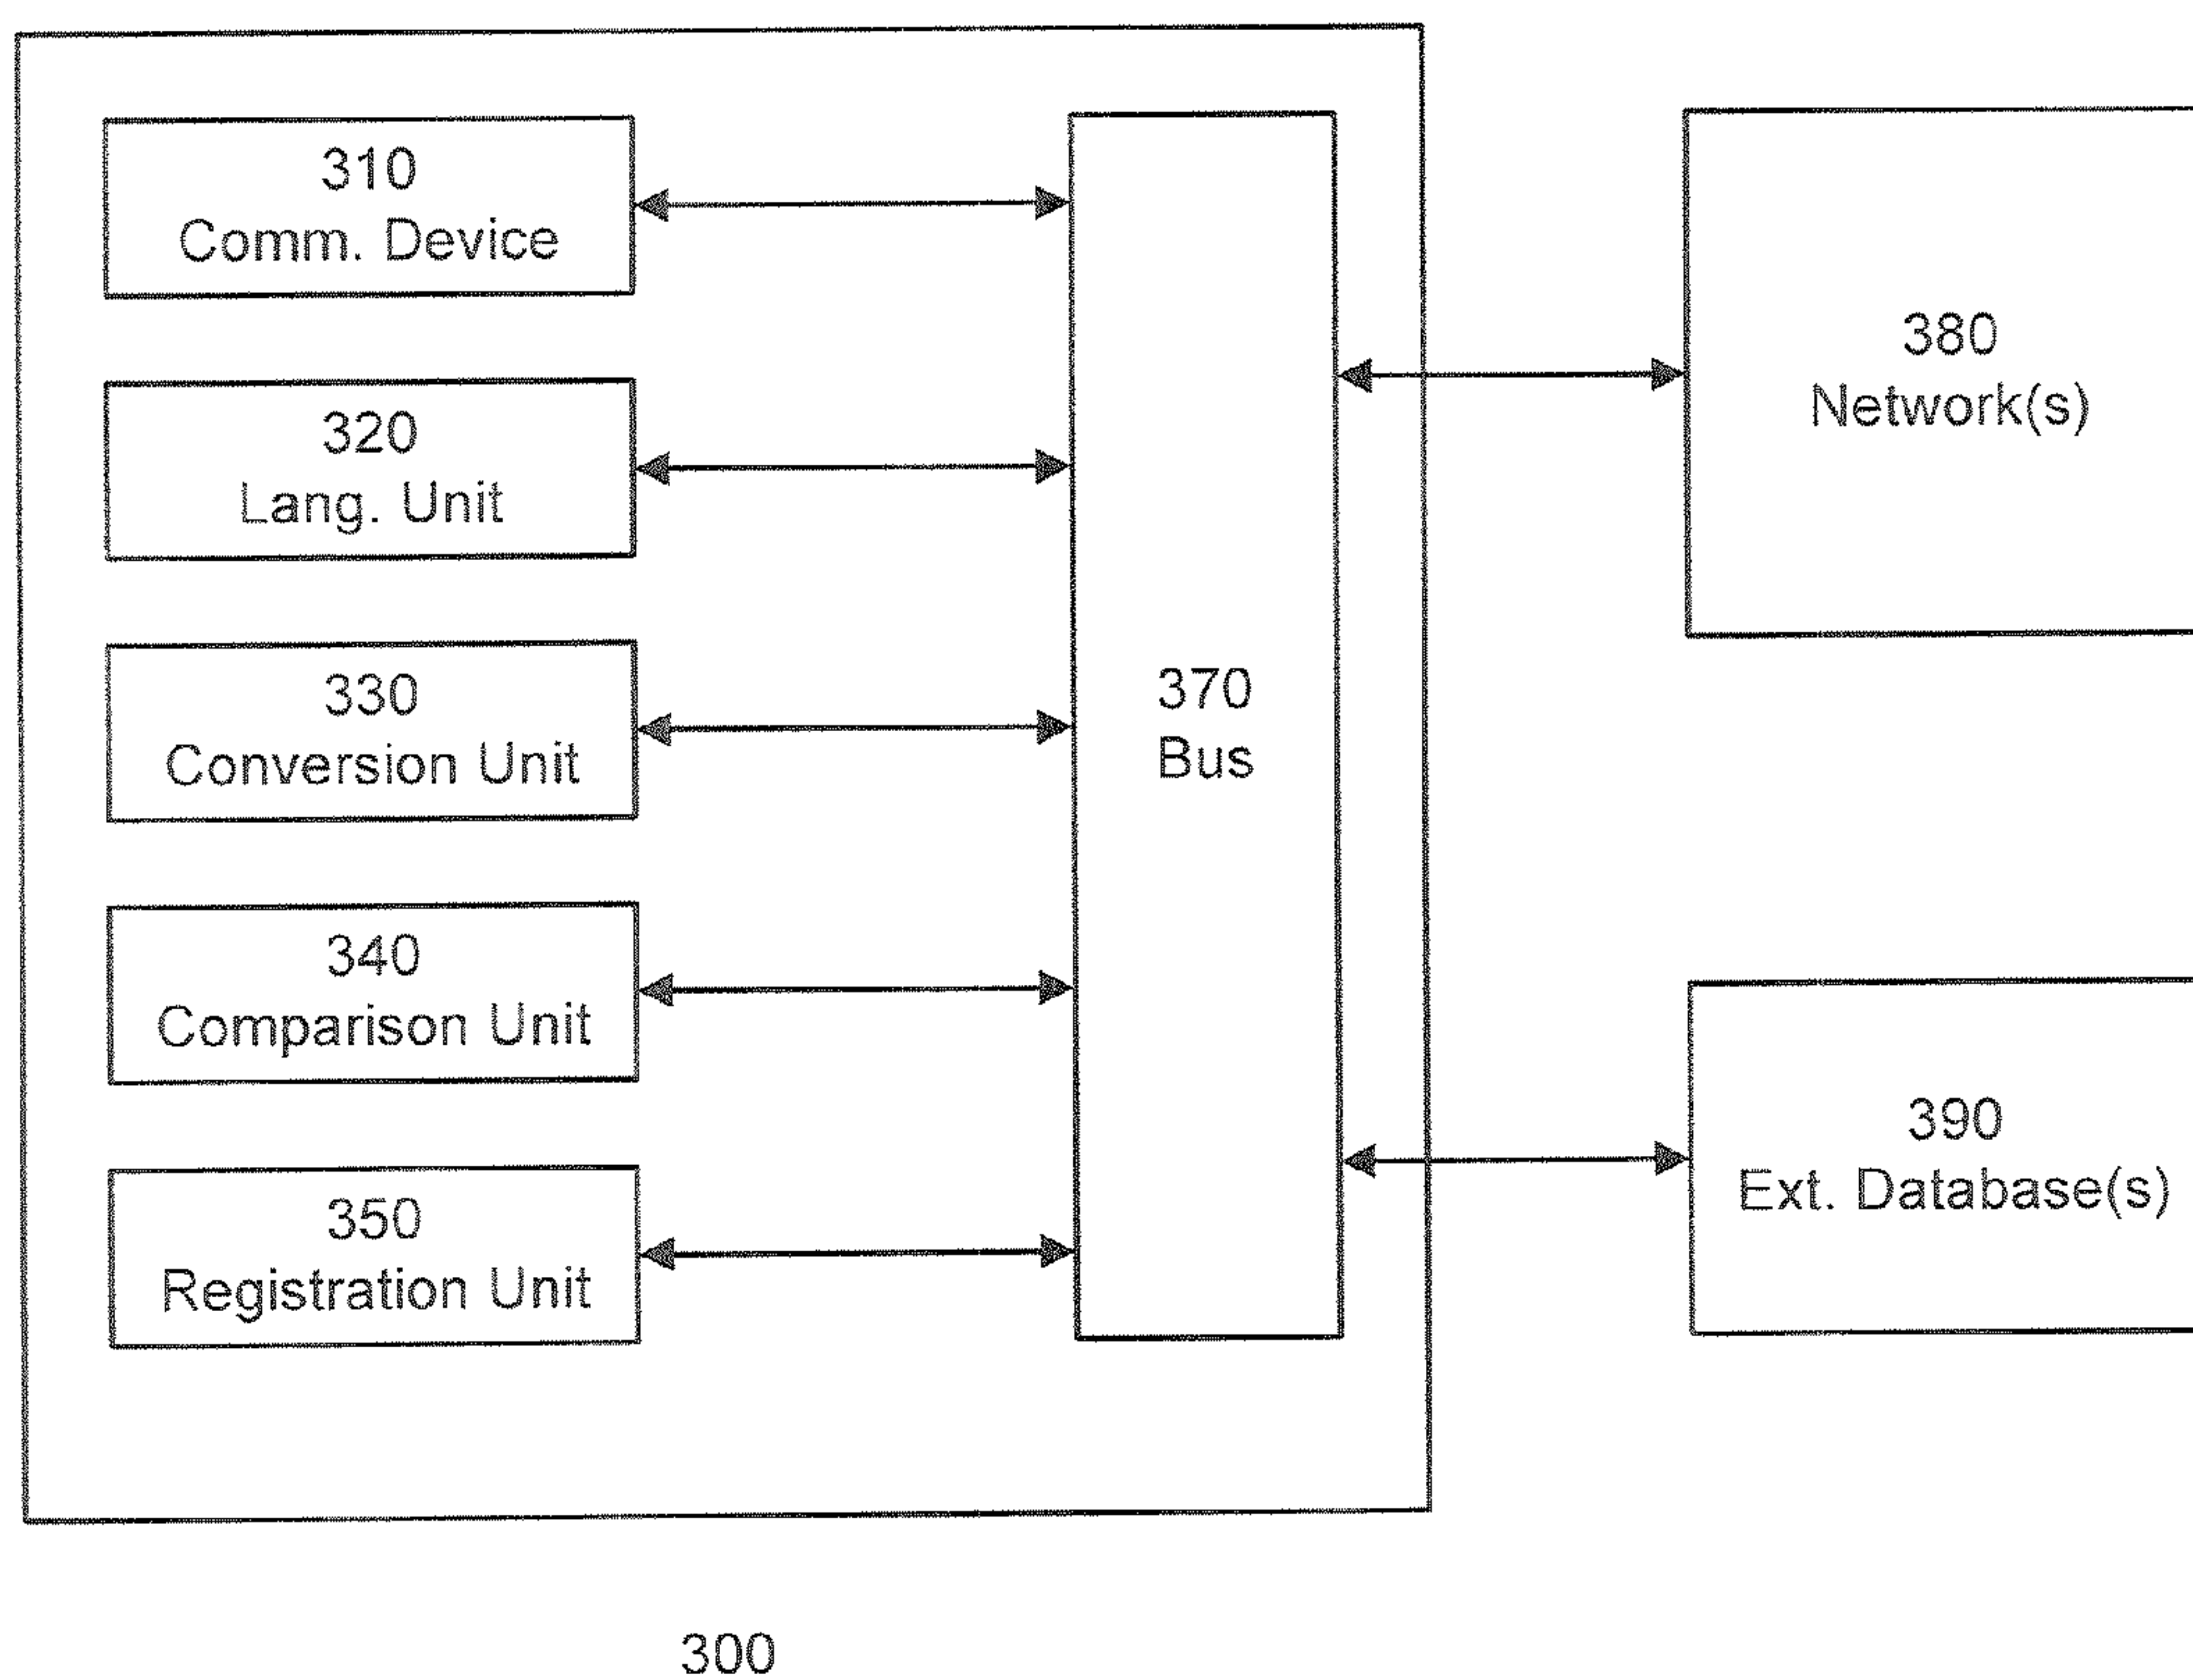 310
Comm. Device
320
Lang. Unit
330
Conversion Unit
340
Comparison Unit
350
Registration Unit
370
Bus
380
Network(s)
390
Ext. Database(s)
300